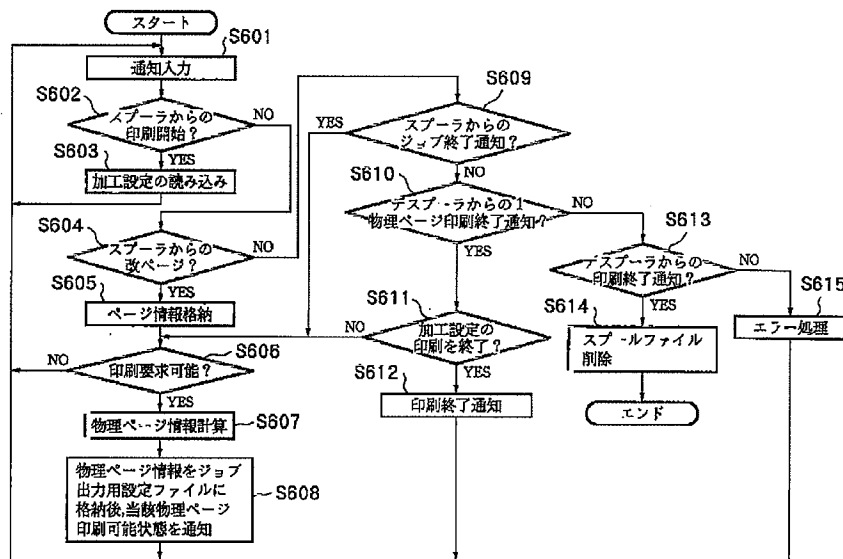 スタート
S601
通知入力
S602
スプーラからの
印刷開始?
NO
YES
S603
加工設定の読み込み
S604
スプーラからの
改ページ?
NO
YES
S605
ページ情報格納
S606
NO
印刷要求可能?
YES
物理ページ情報計算
S607
物理ページ情報をジョブ
出力用設定ファイルに
格納後,当該物理ページ
印刷可能状態を通知
S608
S609
YES
スプーラからの
ジョブ終了通知?
NO
S610
デスプーラからの1
物理ページ印刷終了通知?
NO
YES
S611
NO
加工設定の
印刷を終了?
YES
S612
印刷終了通知
S613
デスプーラからの
印刷終了通知?
NO
YES
S614
スプールファイル
削除
エンド
S615
エラー処理